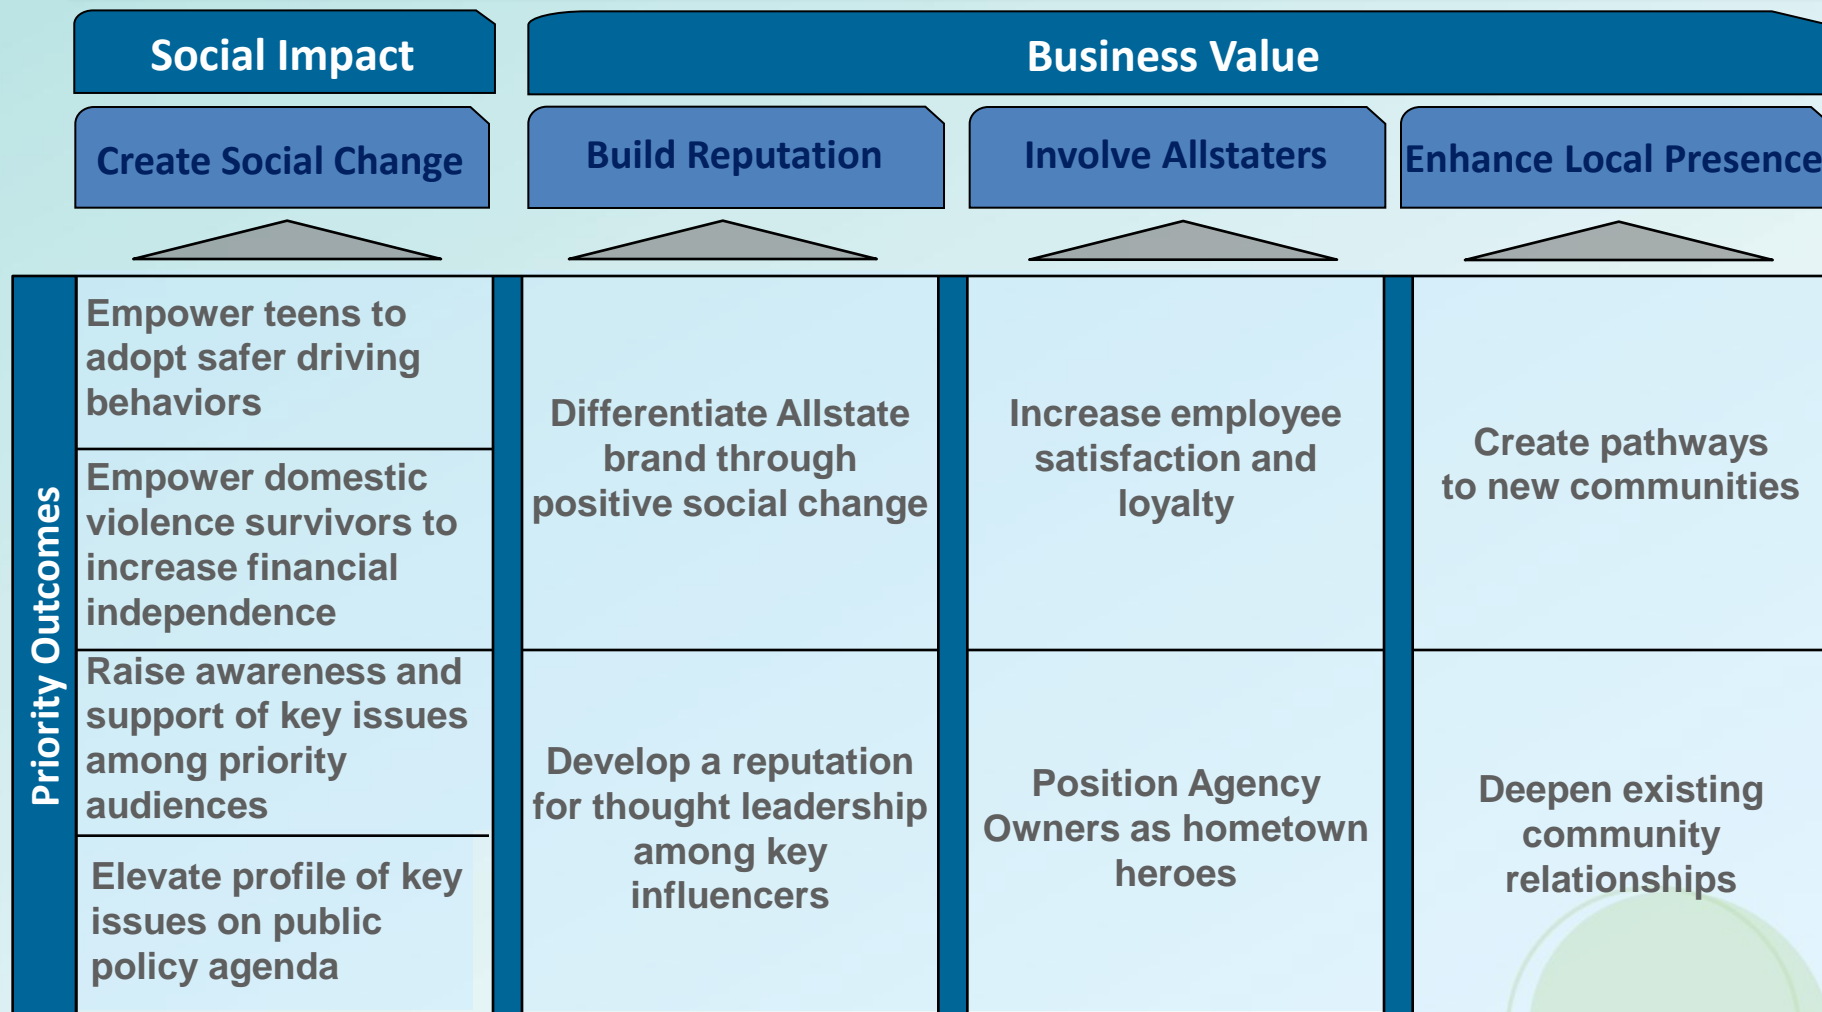 Social Impact
Business Value
Create Social Change
Build Reputation
Involve Allstaters
Enhance Local Presence
Priority Outcomes
Empower teens to
adopt safer driving
behaviors
Empower domestic
violence survivors to
increase financial
independence
Raise awareness and
support of key issues
among priority
audiences
Elevate profile of key
issues on public
policy agenda
Differentiate Allstate
brand through
positive social change
Develop a reputation
for thought leadership
among key
influencers
Increase employee
satisfaction and
loyalty
Position Agency
Owners as hometown
heroes
Create pathways
to new communities
Deepen existing
community
relationships